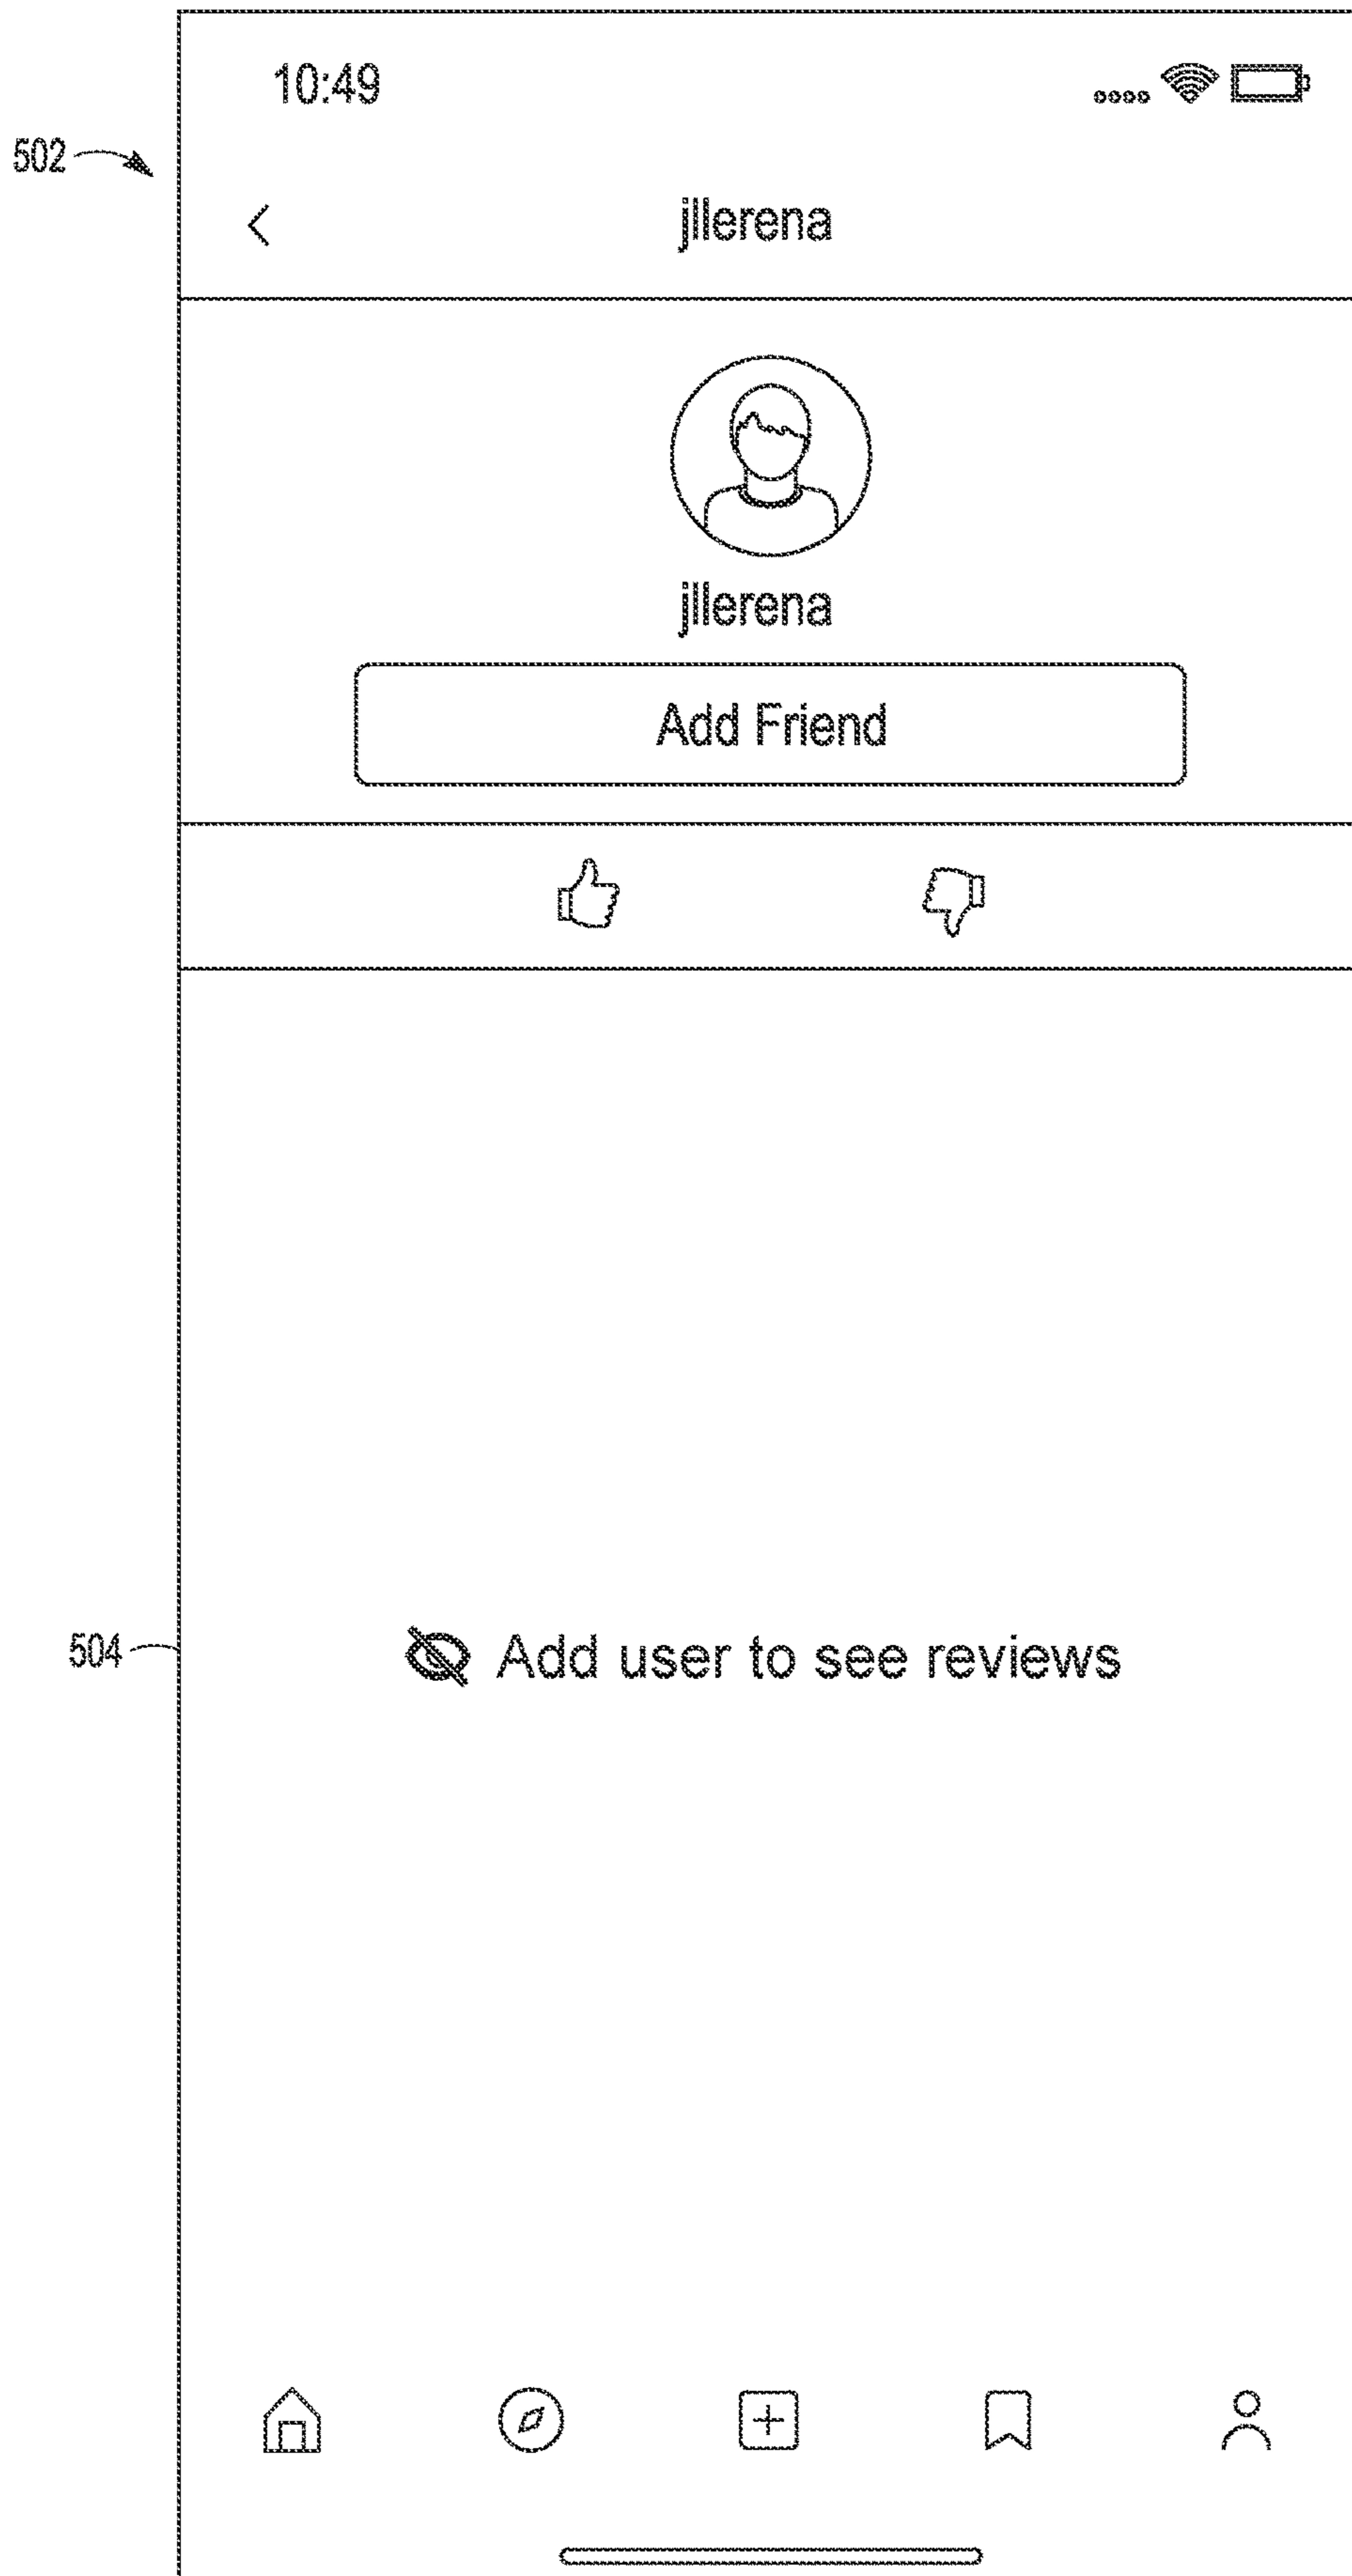 10:49
502
jllerena
jllerena
Add Friend
504
Add user to see reviews